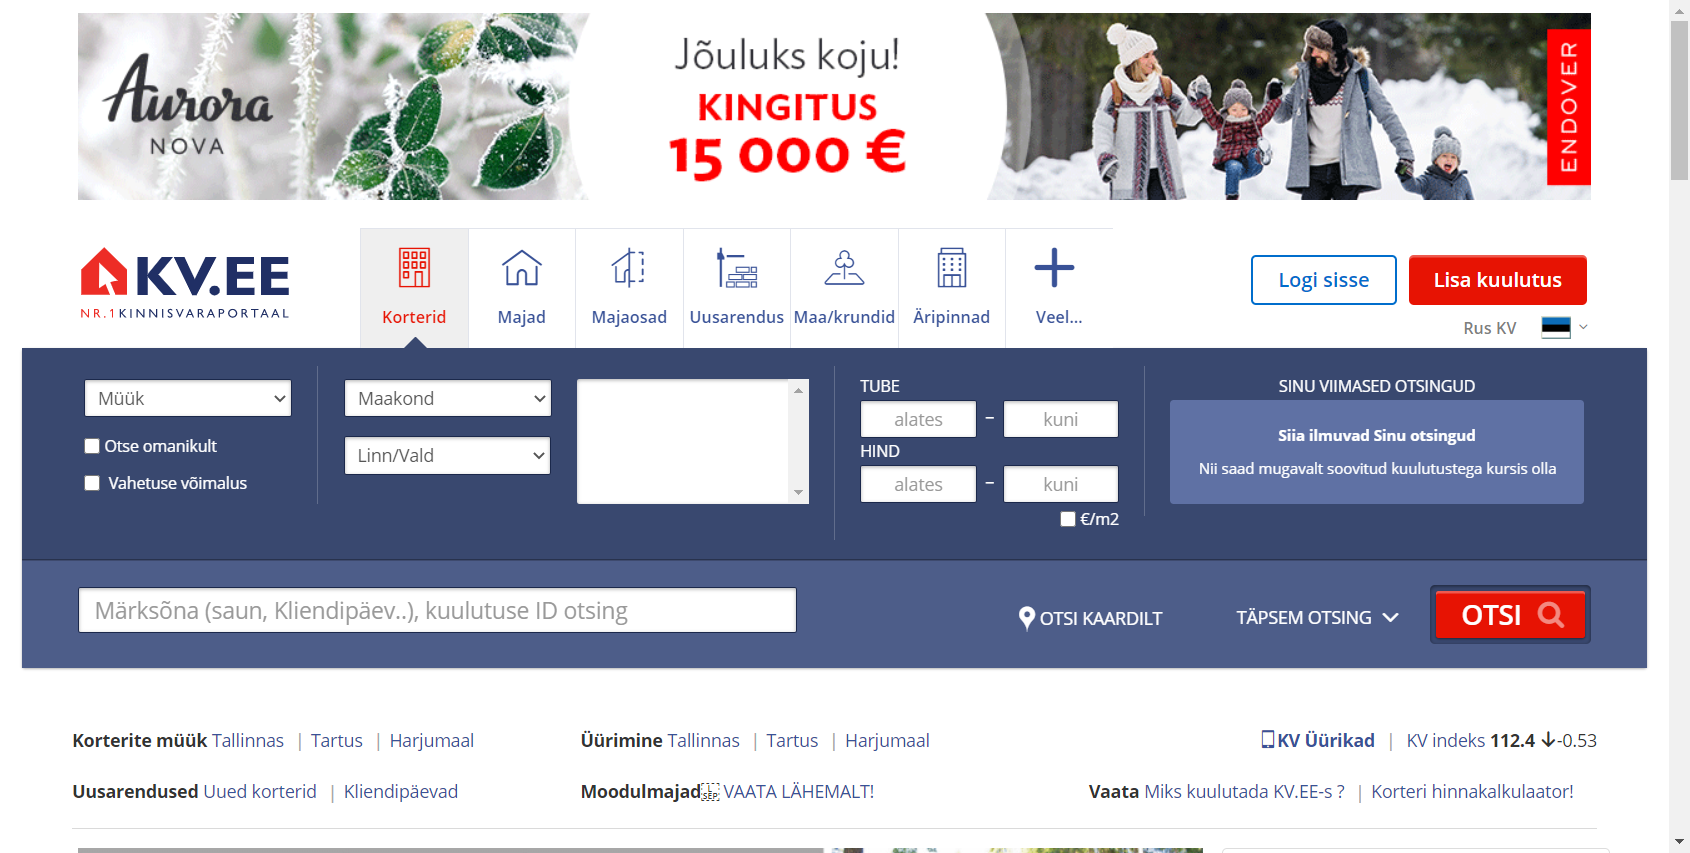 Aurora
NOVA
Jõuluks koju!
KINGITUS
15 000 €
ENDOVER
KV.EE
NR.1 KINNISVARAPORTAAL
Korterid
Majad
Majaosad
Uusarendus
Maa/krundid
Äripinnad
Veel...
Logi sisse
Lisa kuulutus
Rus KV
Müük
Otse omanikult
Vahetuse võimalus
Maakond
Linn/Vald
TUBE
alates – kuni
HIND
alates – kuni
€/m2
SINU VIIMASED OTSINGUD
Siia ilmuvad Sinu otsingud
Nii saad mugavalt soovitud kuulutustega kursis olla
Märksõna (saun, Kliendipäev..), kuulutuse ID otsing
OTSI KAARDILT
TÄPSEM OTSING
OTSI
Korterite müük Tallinnas | Tartus | Harjumaal
Üürimine Tallinnas | Tartus | Harjumaal
KV Üürikad | KV indeks 112.4 ↓-0.53
Uusarendused Uued korterid | Kliendipäevad
Moodulmajad VAATA LÄHEMALT!
Vaata Miks kuulutada KV.EE-s ? | Korteri hinnakalkulaator!